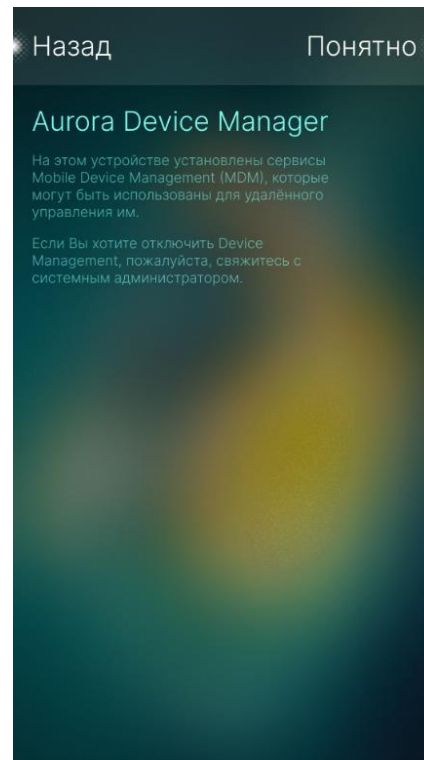 Назад
Понятно
Aurora Device Manager
На этом устройстве установлены сервисы
Mobile Device Management (MDM), которые
могут быть использованы для удалённого
управления им.
Если Вы хотите отключить Device
Management, пожалуйста, свяжитесь с
системным администратором.